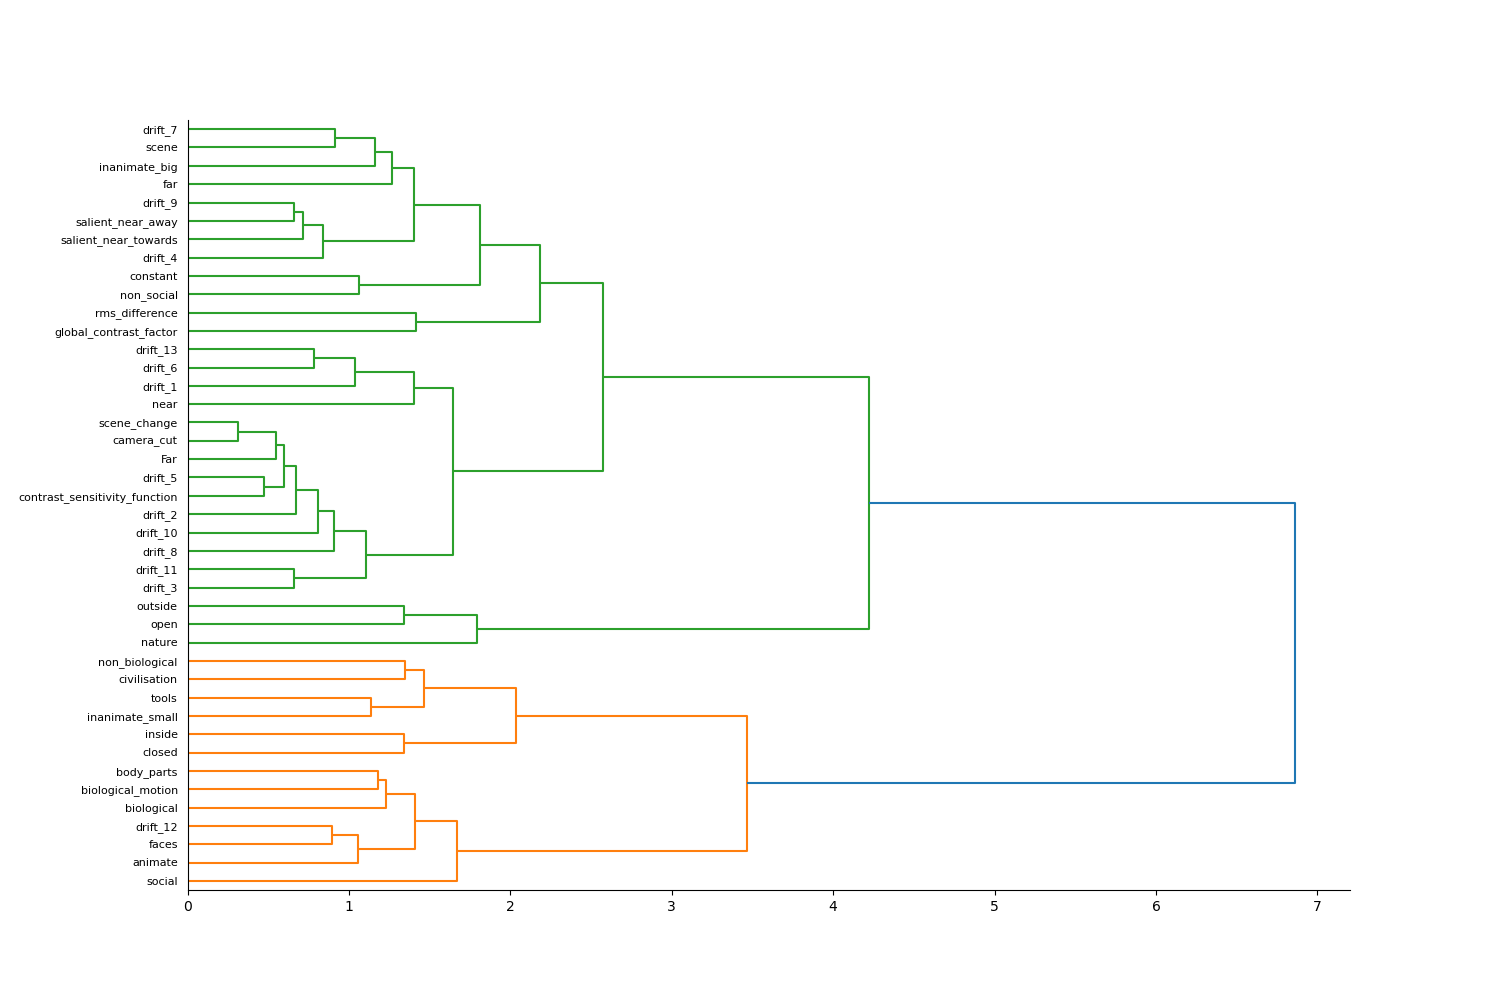 drift_7
scene
inanimate_big
far
drift_9
salient_near_away
salient_near_towards
drift_4
constant
non_social
rms_difference
global_contrast_factor
drift_13
drift_6
drift_1
near
scene_change
camera_cut
Far
drift_5
contrast_sensitivity_function
drift_2
drift_10
drift_8
drift_11
drift_3
outside
open
nature
non_biological
civilisation
tools
inanimate_small
inside
closed
body_parts
biological_motion
biological
drift_12
faces
animate
social
0 1 2 3 4 5 6 7